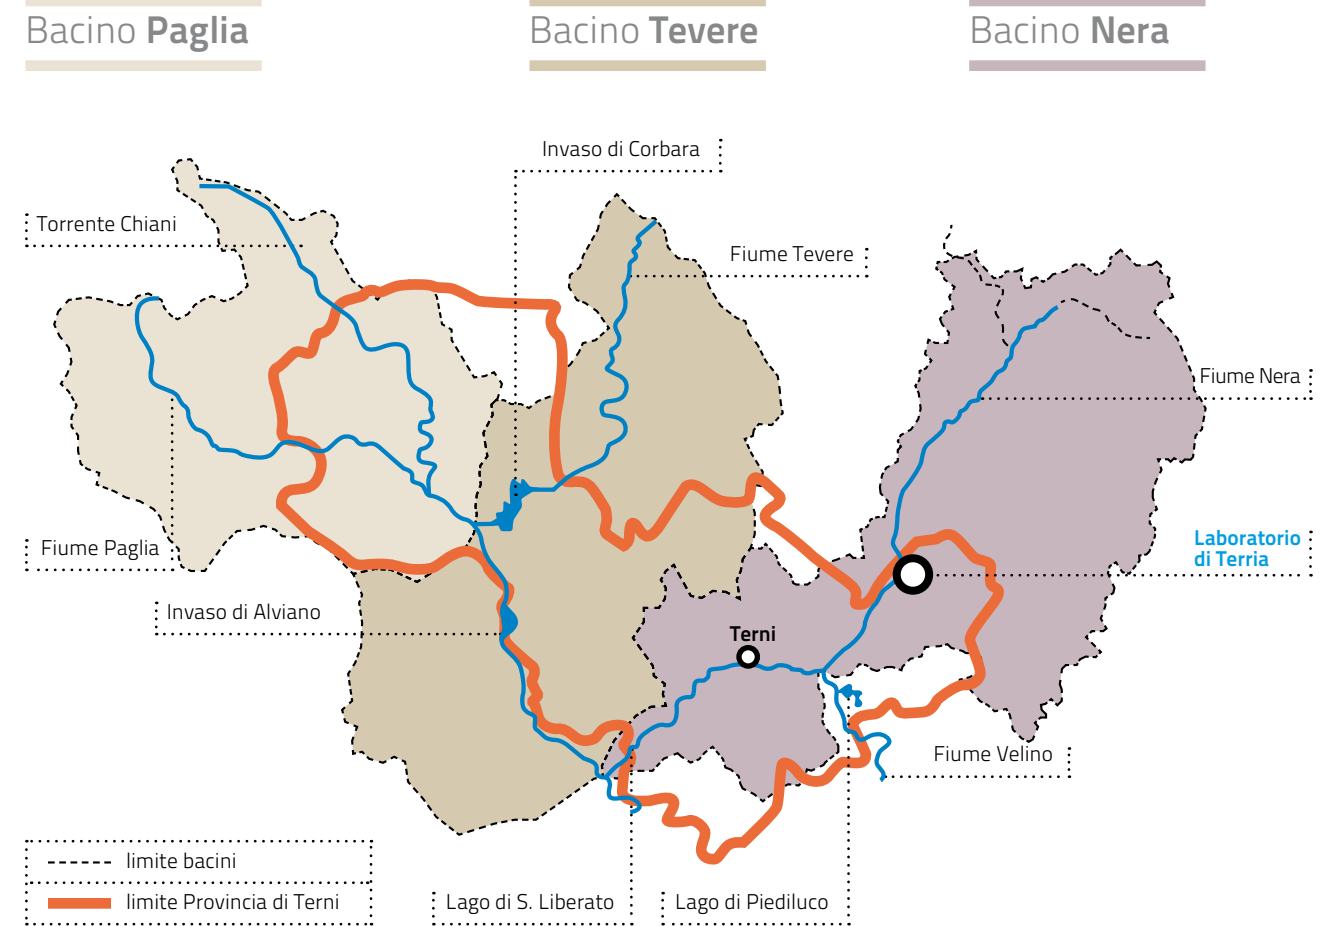 Bacino Paglia
Bacino Tevere
Bacino Nera
Invaso di Corbara
Torrente Chiani
Fiume Tevere
Fiume Nera
Laboratorio
di Terria
Fiume Paglia
Invaso di Alviano
Terni
Fiume Velino
limite bacini
limite Provincia di Terni
Lago di S. Liberato
Lago di Piediluco